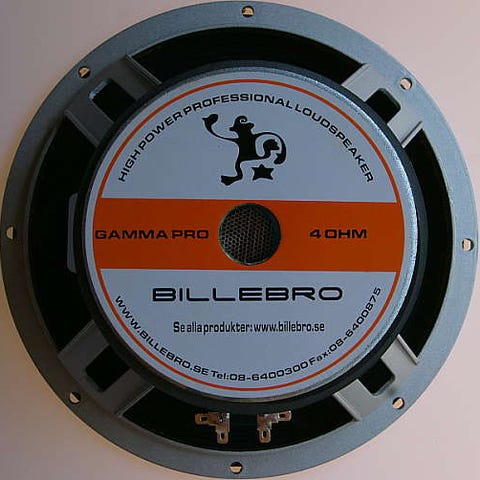 HIGH POWER PROFESSIONAL LOUDSPEAKER
GAMMA PRO 4 OHM
BILLEBRO
Se alla produkter: www.billebro.se
WWW.BILLEBRO.SE Tel:08-6400300 Fax:08-6400875